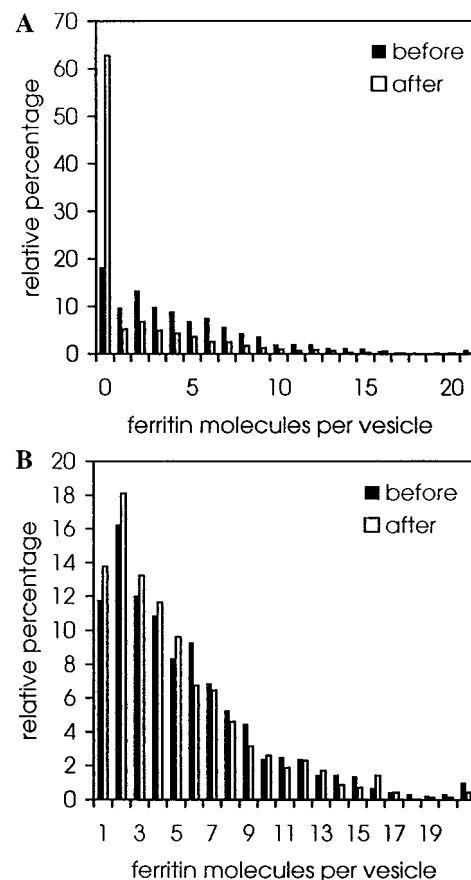 A
70
60
50
40
30
20
10
0
relative percentage
before
after
0 5 10 15 20
ferritin molecules per vesicle
B
20
18
16
14
12
10
8
6
4
2
0
relative percentage
before
after
1 3 5 7 9 11 13 15 17 19
ferritin molecules per vesicle